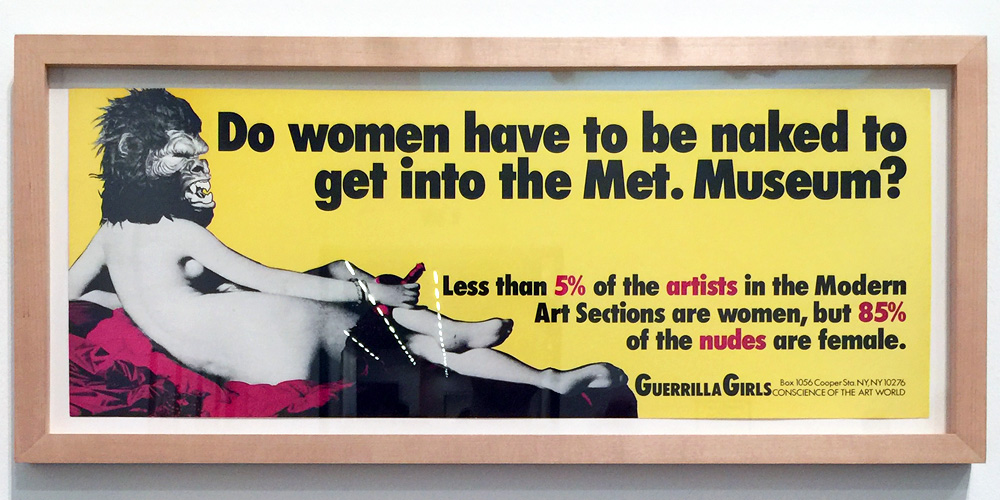 Do women have to be naked to
get into the Met. Museum?
Less than 5% of the artists in the Modern
Art Sections are women, but 85%
of the nudes are female.
GUERRILLA GIRLS Box 1056 Cooper Sta. NY, NY 10276
CONSCIENCE OF THE ART WORLD